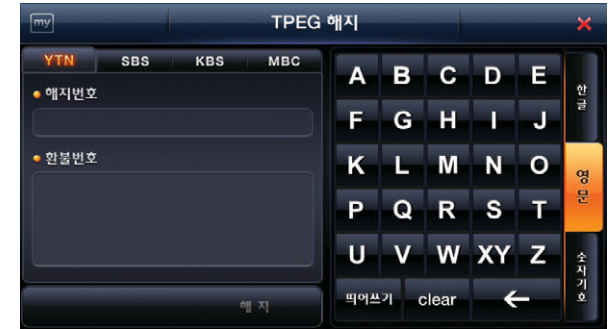 my TPEG 해지
YTN SBS KBS MBC
해지번호
환불번호
해 지
A B C D E
F G H I J
K L M N O
P Q R S T
U V W XY Z
띄어쓰기 clear
한글
영문
숫자기호